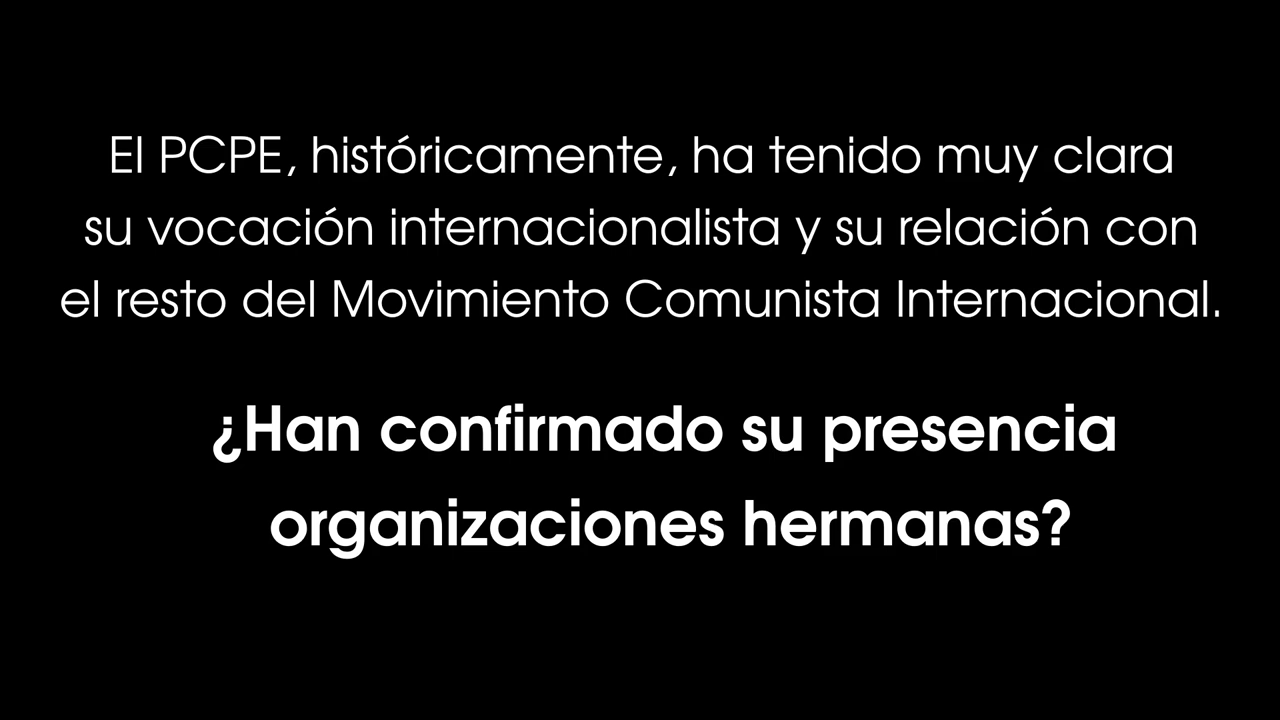 El PCPE, históricamente, ha tenido muy clara
su vocación internacionalista y su relación con
el resto del Movimiento Comunista Internacional.
¿Han confirmado su presencia
organizaciones hermanas?